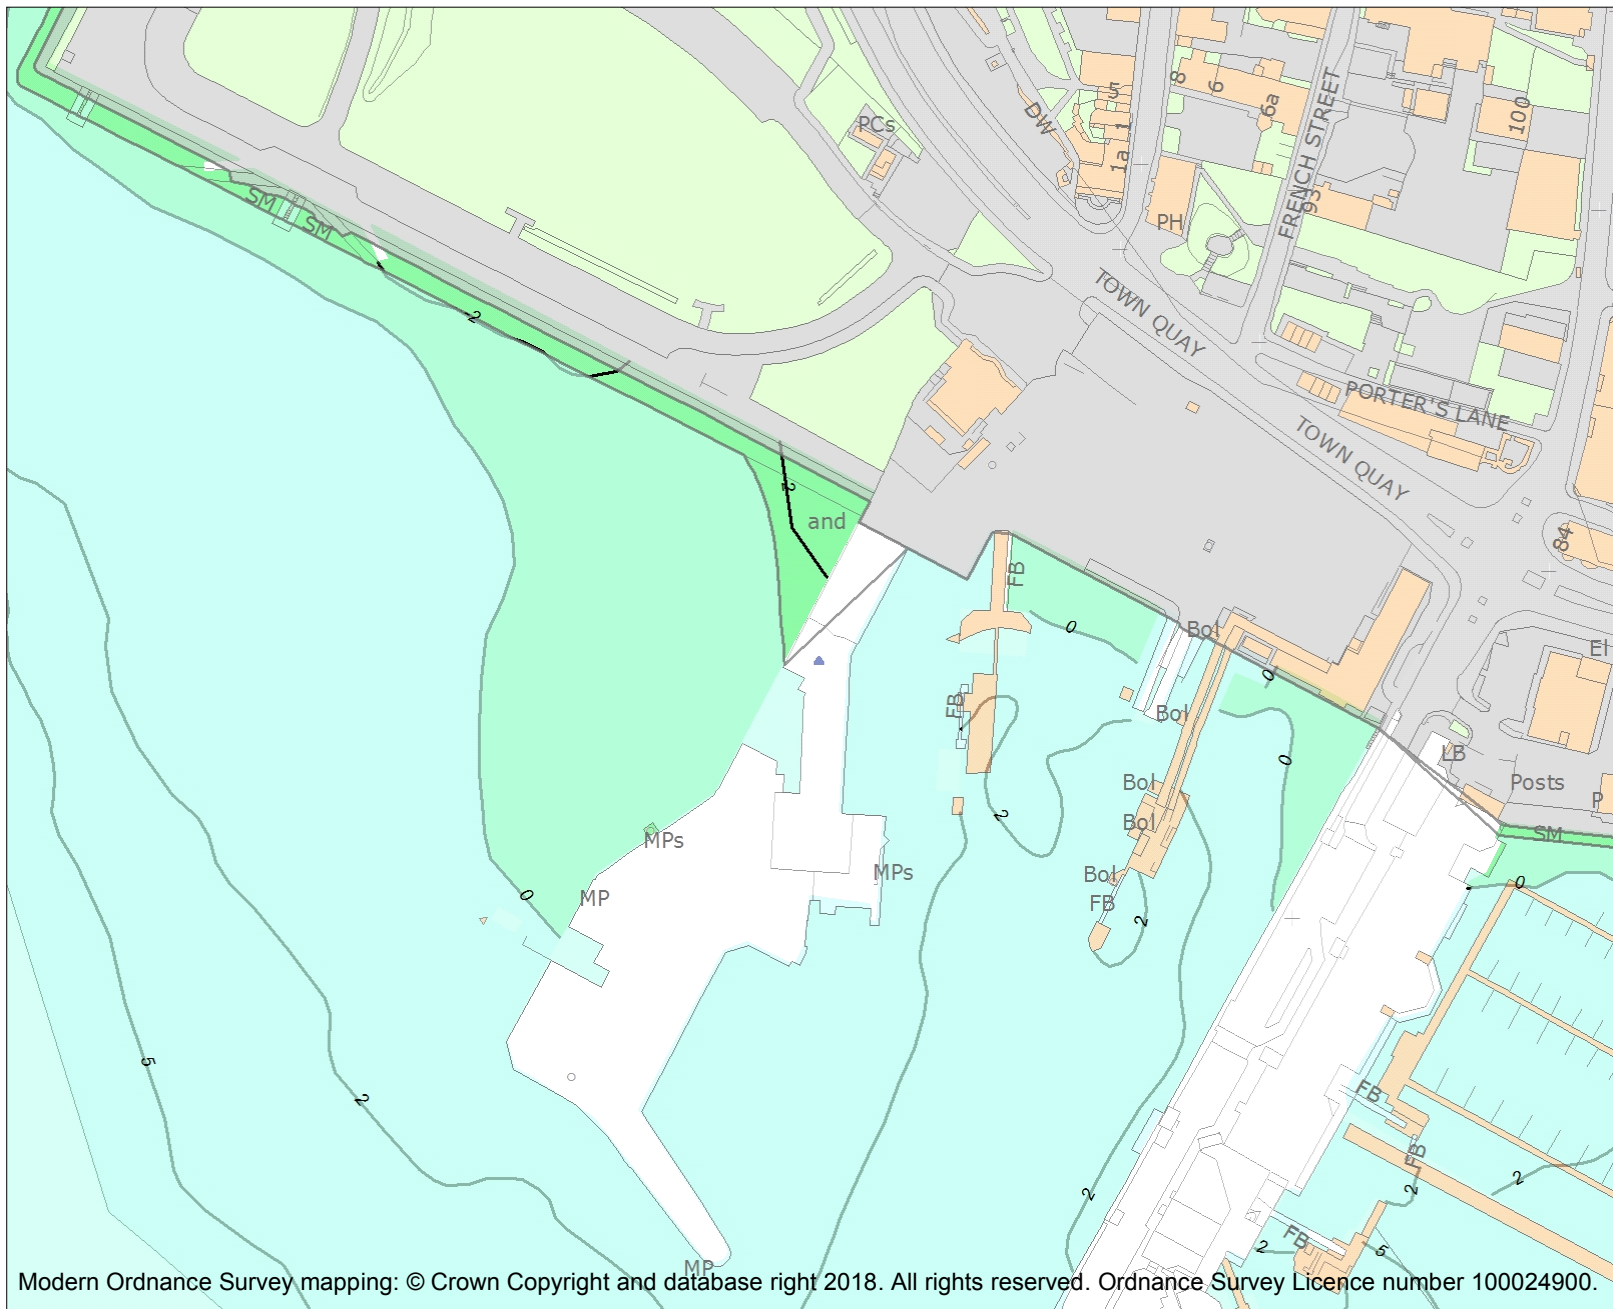 5
8
6
6a
100
DW
1
PCs
1a
FRENCH STREET
93
PH
SM
SM
TOWN QUAY
2
PORTER'S LANE
TOWN QUAY
2
and
84
FB
0
Bol
El
0
FB
Bol
LB
0
Bol
Posts
P
2
Bol
MPs
SM
MPs
Bol
0
MP
0
FB
2
5
2
FB
FB
2
2
2
FB
2
5
MP
Modern Ordnance Survey mapping: © Crown Copyright and database right 2018. All rights reserved. Ordnance Survey Licence number 100024900.